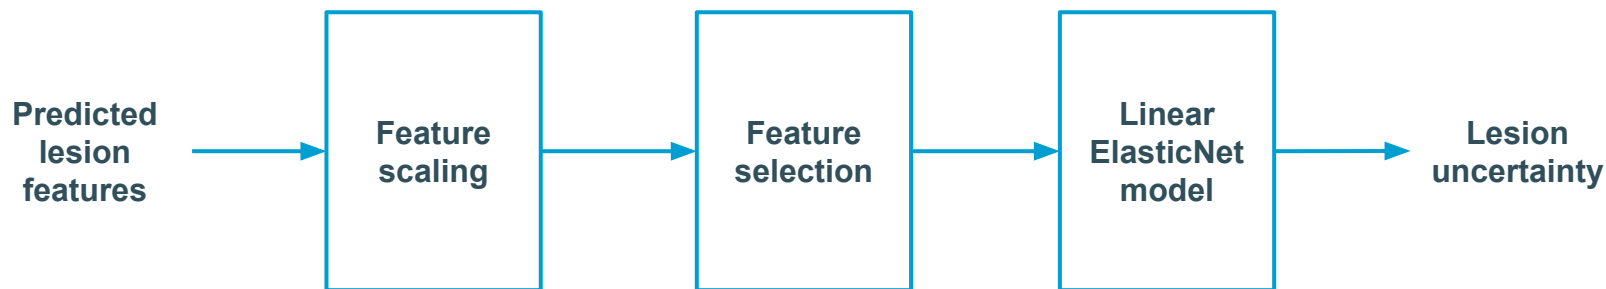 Predicted
lesion
features
Feature
scaling
Feature
selection
Linear
ElasticNet
model
Lesion
uncertainty